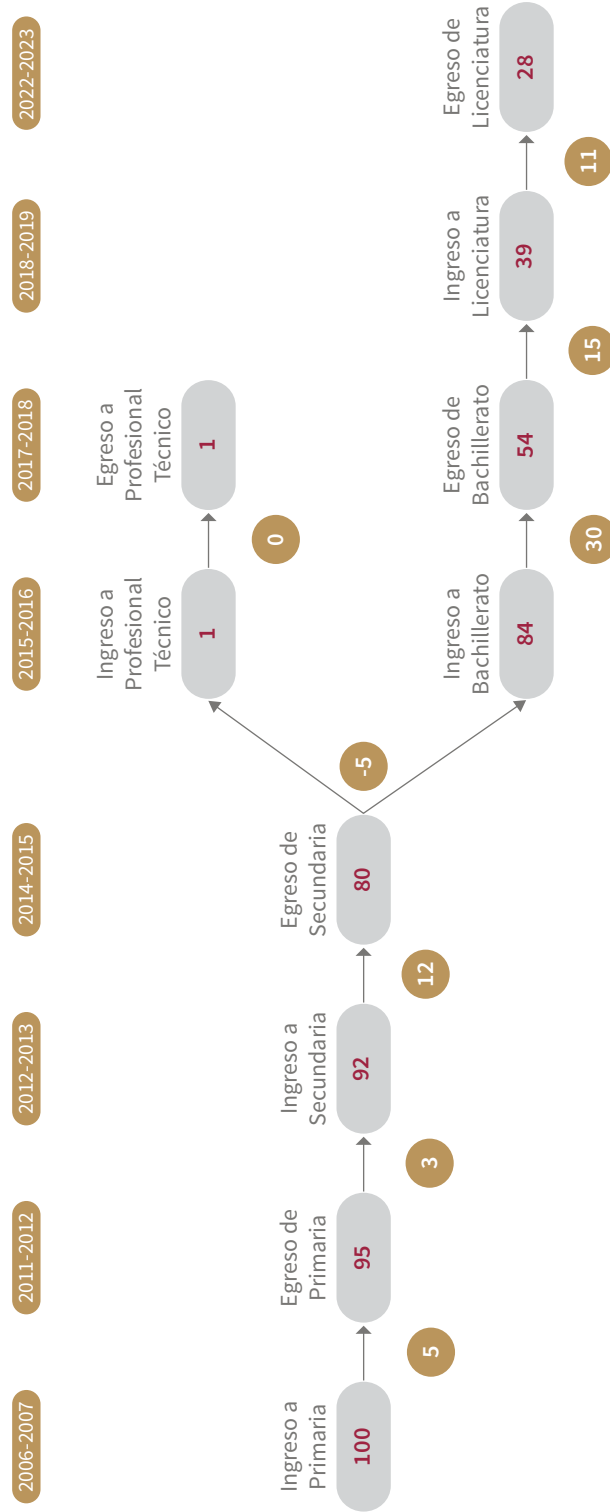 2006-2007
2011-2012
2012-2013
2014-2015
2015-2016
2017-2018
2018-2019
2022-2023
Ingreso a
Primaria
100
5
Egreso de
Primaria
95
3
Ingreso a
Secundaria
92
12
Egreso de
Secundaria
80
-5
Ingreso a
Profesional
Técnico
1
0
Egreso a
Profesional
Técnico
1
Ingreso a
Bachillerato
84
30
Egreso de
Bachillerato
54
15
Ingreso a
Licenciatura
39
11
Egreso de
Licenciatura
28